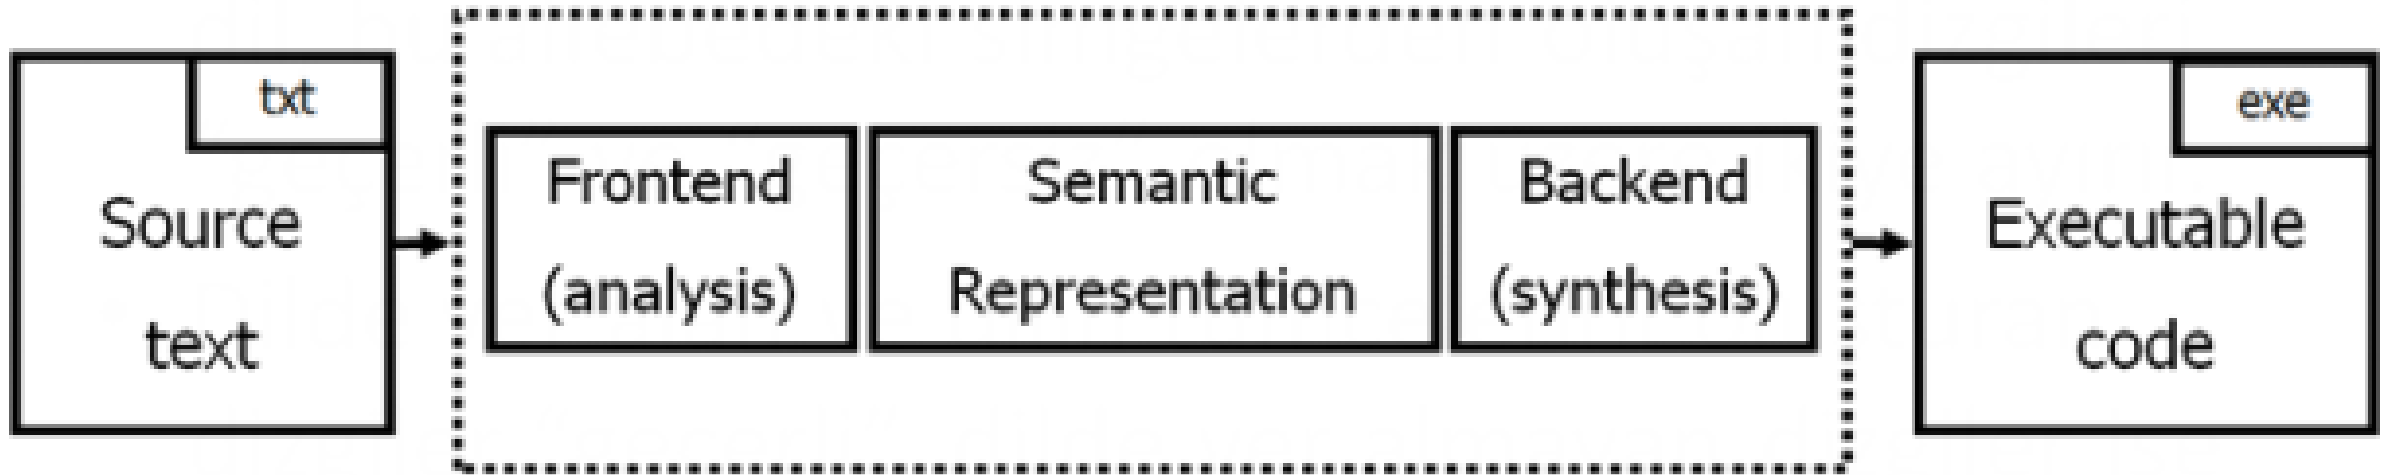 txt
Source
text
Frontend
(analysis)
Semantic
Representation
Backend
(synthesis)
exe
Executable
code